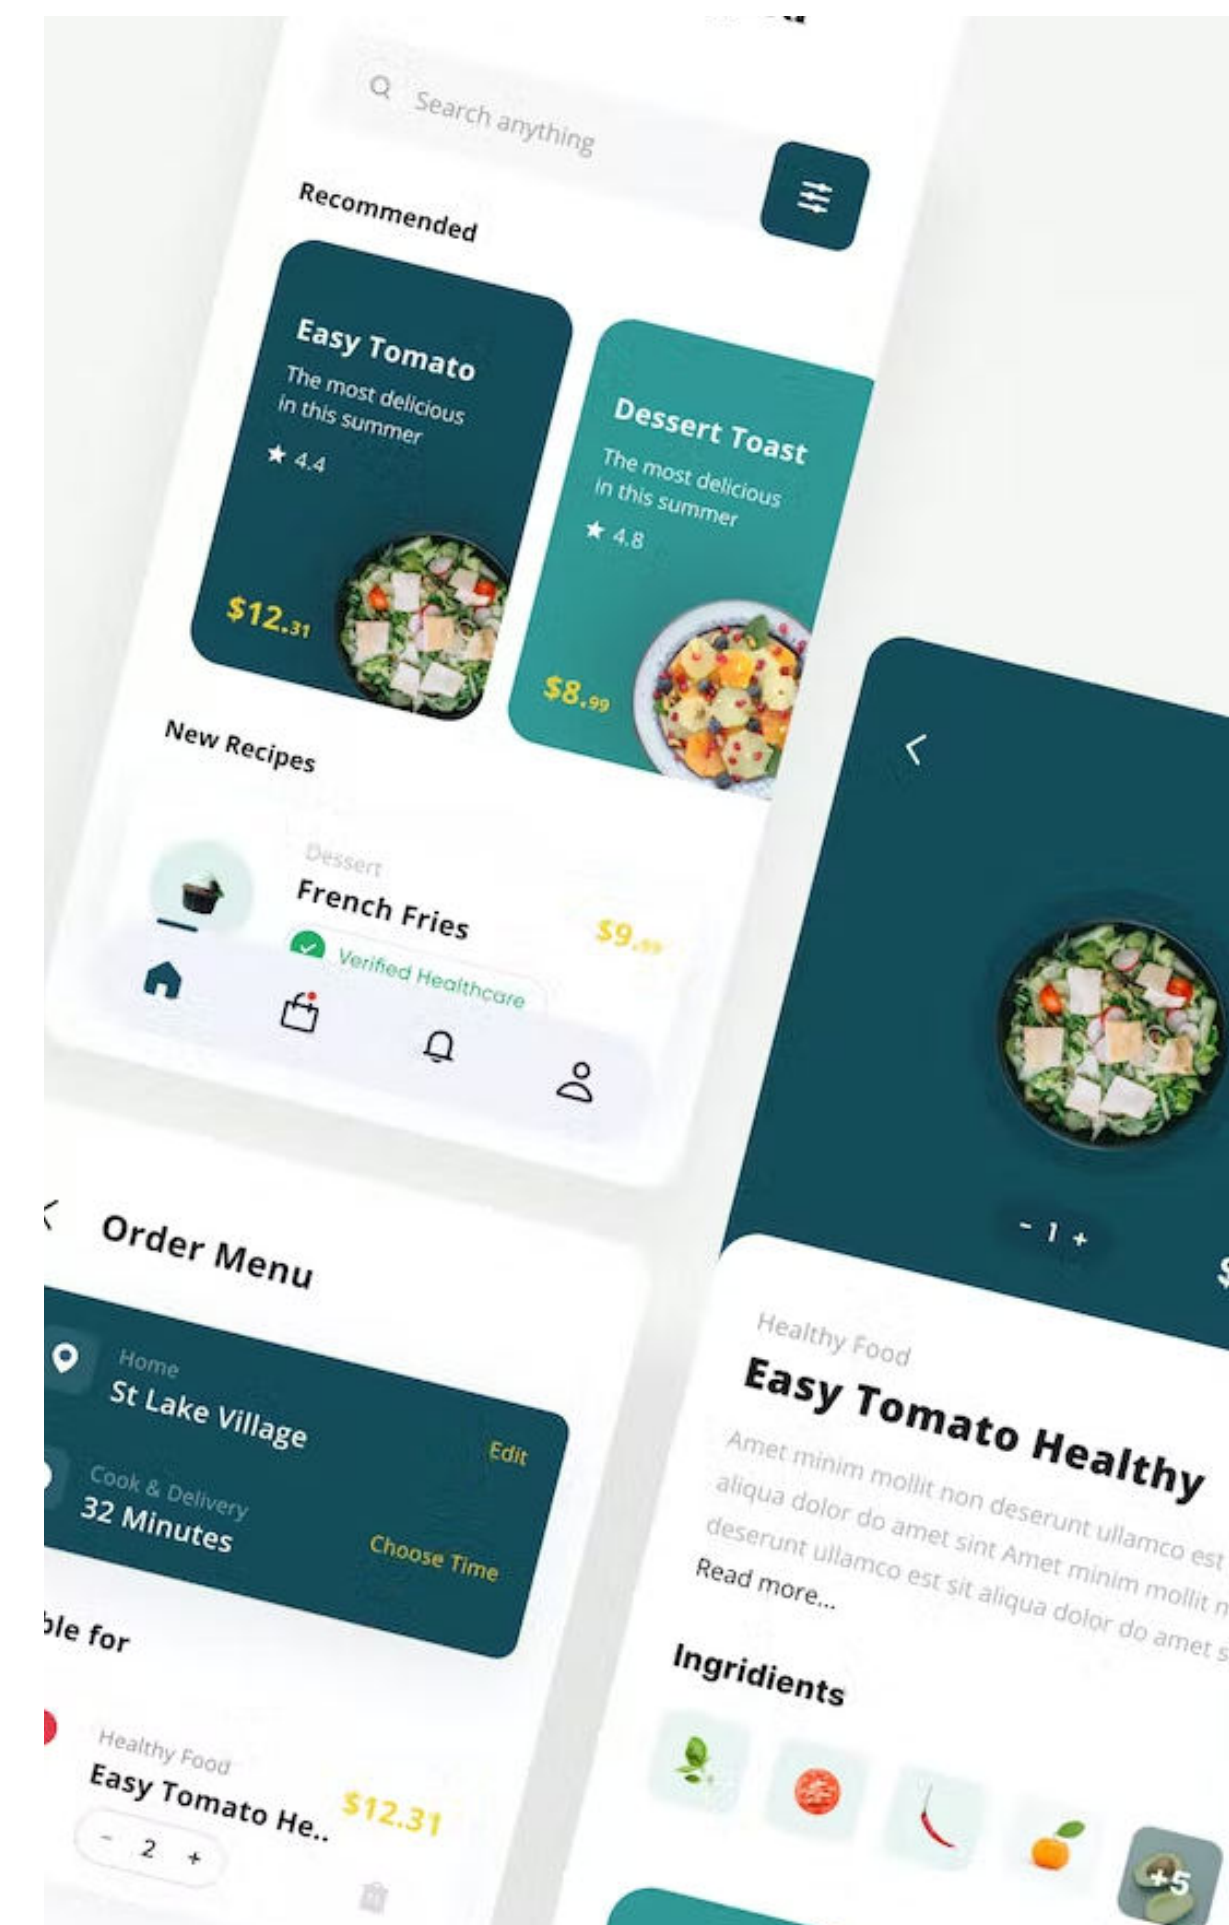 Search anything
Recommended
Easy Tomato
The most delicious
in this summer
4.4
$12.31
Dessert Toast
The most delicious
in this summer
4.8
$8.99
New Recipes
Dessert
French Fries
$9.99
Verified Healthcare
Order Menu
Home
St Lake Village
Edit
Cook & Delivery
32 Minutes
Choose Time
ble for
Healthy Food
Easy Tomato He..
$12.31
- 2 +
- 1 +
$
Healthy Food
Easy Tomato Healthy
Amet minim mollit non deserunt ullamco est
aliqua dolor do amet sint Amet minim mollit n
deserunt ullamco est sit aliqua dolor do amet s
Read more...
Ingridients
+5